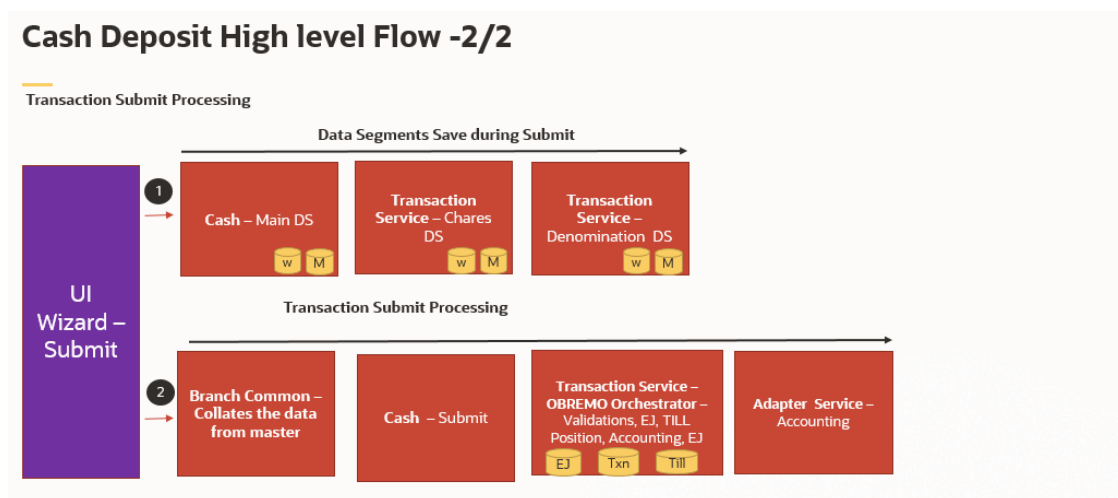 Cash Deposit High level Flow -2/2
Transaction Submit Processing
Data Segments Save during Submit
UI
Wizard –
Submit
1
Cash – Main DS
w
M
Transaction
Service – Chares
DS
w
M
Transaction
Service –
Denomination DS
w
M
Transaction Submit Processing
2
Branch Common –
Collates the data
from master
Cash – Submit
Transaction Service –
OBREMO Orchestrator –
Validations, EJ, TILL
Position, Accounting, EJ
EJ
Txn
Till
Adapter Service –
Accounting